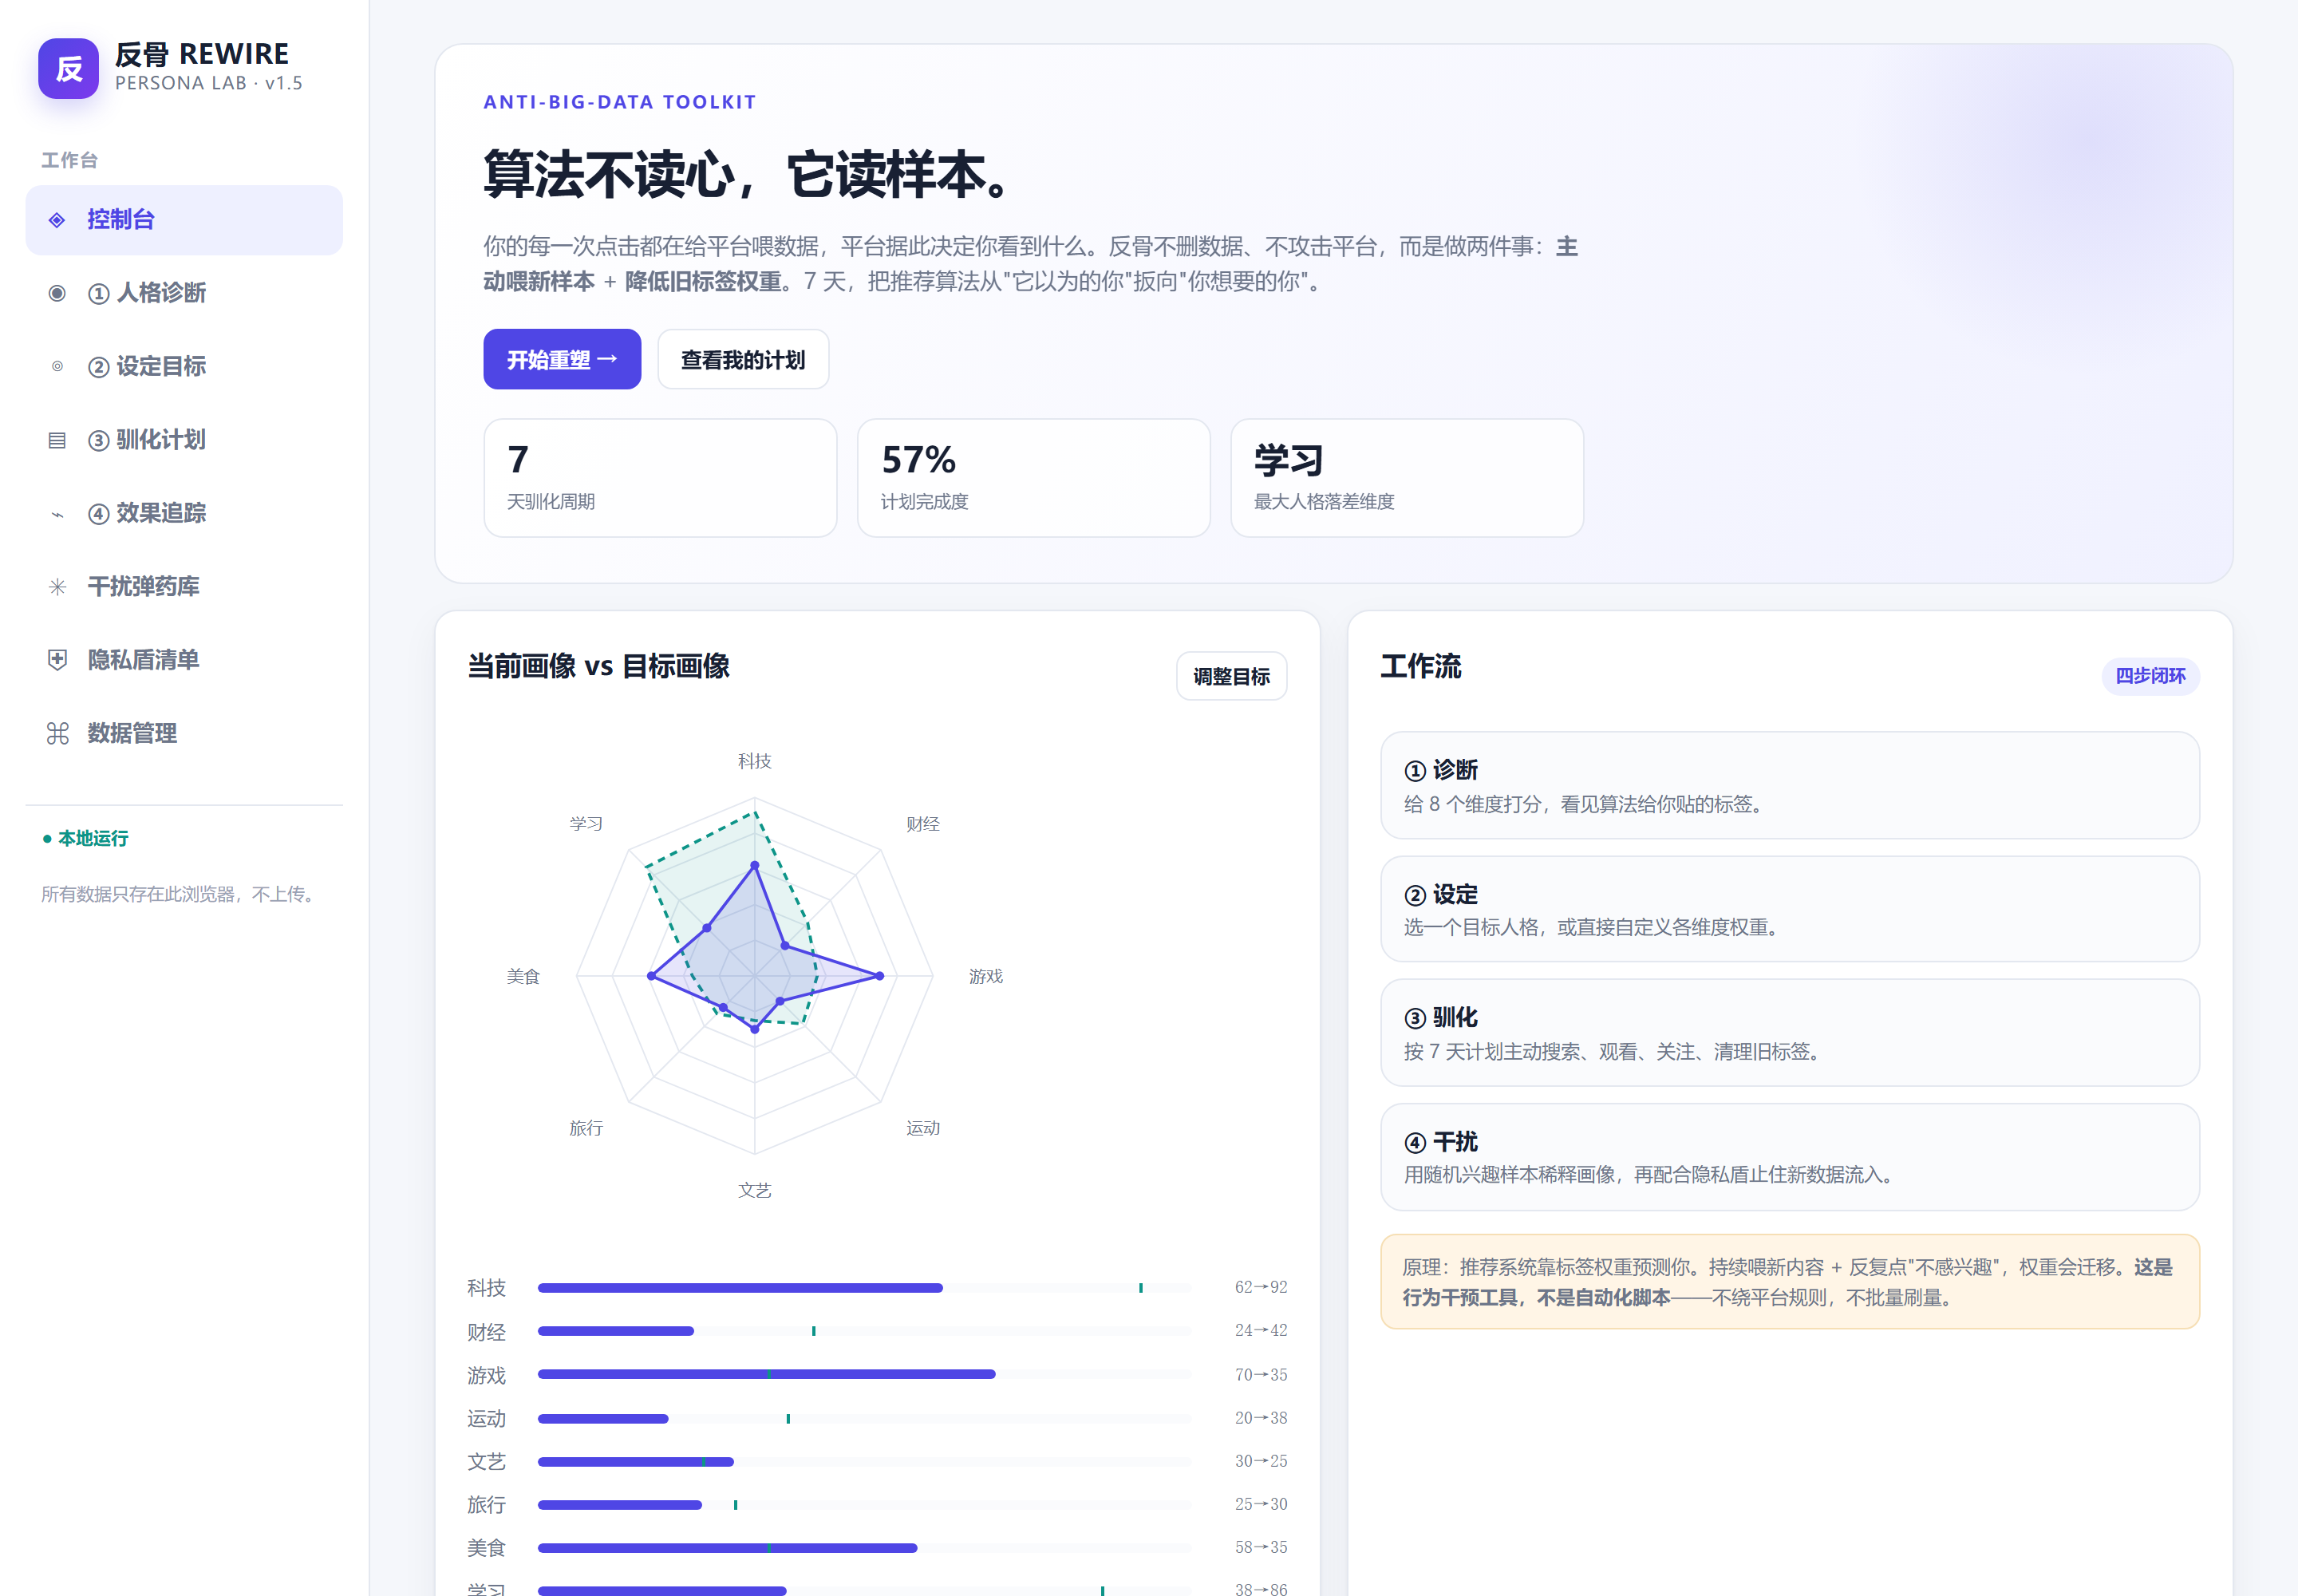 反
反骨 REWIRE
PERSONA LAB · v1.5
工作台
◈ 控制台
◉ ① 人格诊断
◎ ② 设定目标
▤ ③ 驯化计划
⌁ ④ 效果追踪
✳ 干扰弹药库
⛨ 隐私盾清单
⌘ 数据管理
● 本地运行
所有数据只存在此浏览器，不上传。
ANTI-BIG-DATA TOOLKIT
算法不读心，它读样本。
你的每一次点击都在给平台喂数据，平台据此决定你看到什么。反骨不删数据、不攻击平台，而是做两件事：主
动喂新样本 + 降低旧标签权重。7 天，把推荐算法从"它以为的你"扳向"你想要的你"。
开始重塑 →
查看我的计划
7
天驯化周期
57%
计划完成度
学习
最大人格落差维度
当前画像 vs 目标画像
调整目标
科技
财经
游戏
运动
文艺
旅行
美食
学习
科技 62→92
财经 24→42
游戏 70→35
运动 20→38
文艺 30→25
旅行 25→30
美食 58→35
学习 38→86
工作流
四步闭环
① 诊断
给 8 个维度打分，看见算法给你贴的标签。
② 设定
选一个目标人格，或直接自定义各维度权重。
③ 驯化
按 7 天计划主动搜索、观看、关注、清理旧标签。
④ 干扰
用随机兴趣样本稀释画像，再配合隐私盾止住新数据流入。
原理：推荐系统靠标签权重预测你。持续喂新内容 + 反复点"不感兴趣"，权重会迁移。这是
行为干预工具，不是自动化脚本——不绕平台规则，不批量刷量。